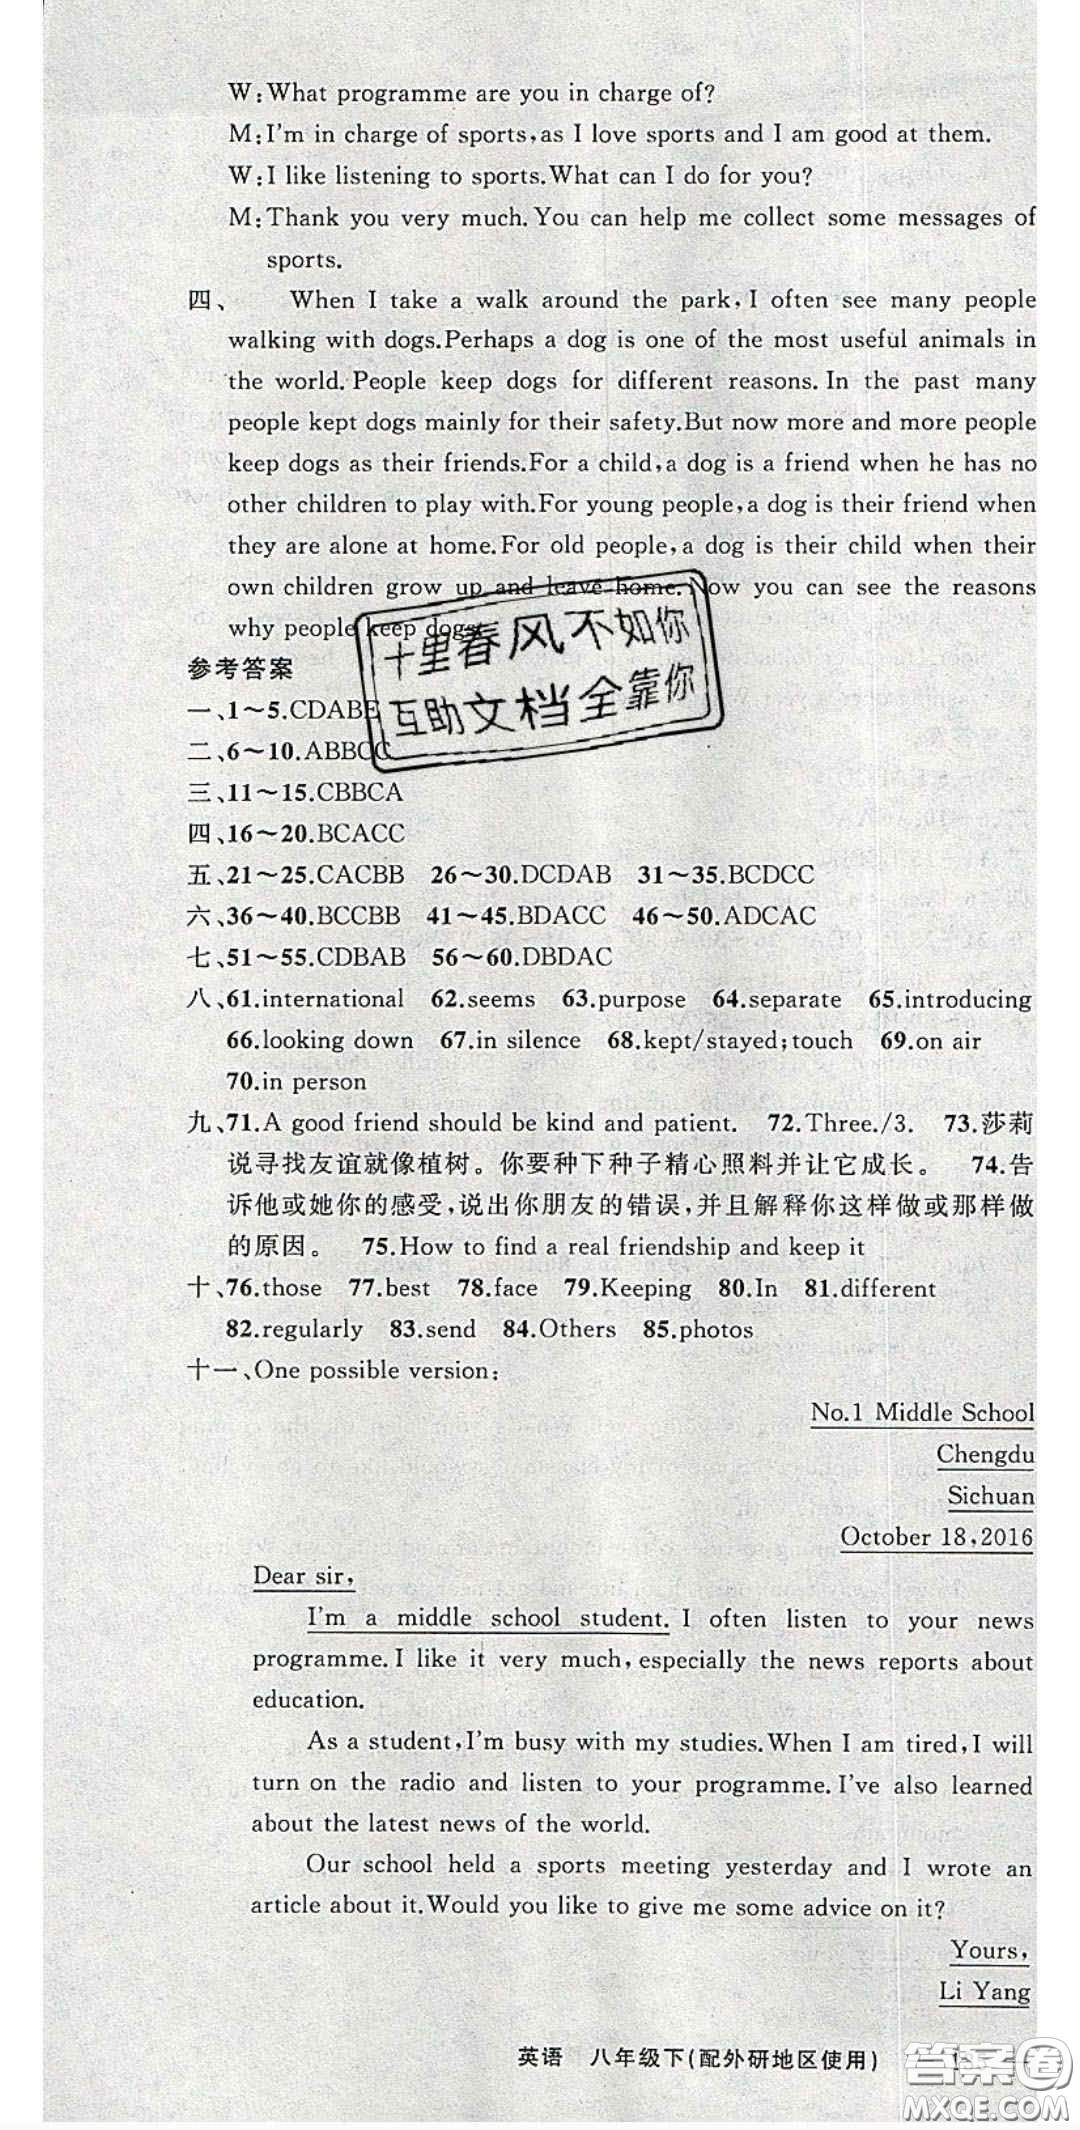 W:What programme are you in charge of?
M:I'm in charge of sports,as I love sports and I am good at them.
W:I like listening to sports.What can I do for you?
M:Thank you very much.You can help me collect some messages of
sports.
四、 When I take a walk around the park,I often see many people
walking with dogs.Perhaps a dog is one of the most useful animals in
the world.People keep dogs for different reasons.In the past many
people kept dogs mainly for their safety.But now more and more people
keep dogs as their friends.For a child,a dog is a friend when he has no
other children to play with.For young people,a dog is their friend when
they are alone at home.For old people,a dog is their child when their
own children grow up and leave home.Now you can see the reasons
why people keep dogs.
十里春风不如你
互助文档全靠你
参考答案
一、1～5.CDABE
二、6～10.ABBCC
三、11～15.CBBCA
四、16～20.BCACC
五、21～25.CACBB 26～30.DCDAB 31～35.BCDCC
六、36～40.BCCBB 41～45.BDACC 46～50.ADCAC
七、51～55.CDBAB 56～60.DBDAC
八、61.international 62.seems 63.purpose 64.separate 65.introducing
66.looking down 67.in silence 68.kept/stayed;touch 69.on air
70.in person
九、71.A good friend should be kind and patient. 72.Three./3. 73.莎莉
说寻找友谊就像植树。你要种下种子精心照料并让它成长。 74.告
诉他或她你的感受,说出你朋友的错误,并且解释你这样做或那样做
的原因。 75.How to find a real friendship and keep it
十、76.those 77.best 78.face 79.Keeping 80.In 81.different
82.regularly 83.send 84.Others 85.photos
十一、One possible version:
No.1 Middle School
Chengdu
Sichuan
October 18,2016
Dear sir,
I'm a middle school student.I often listen to your news
programme.I like it very much,especially the news reports about
education.
As a student,I'm busy with my studies.When I am tired,I will
turn on the radio and listen to your programme.I've also learned
about the latest news of the world.
Our school held a sports meeting yesterday and I wrote an
article about it.Would you like to give me some advice on it?
Yours,
Li Yang
英语 八年级下(配外研地区使用)
答案圈
MXQE.COM